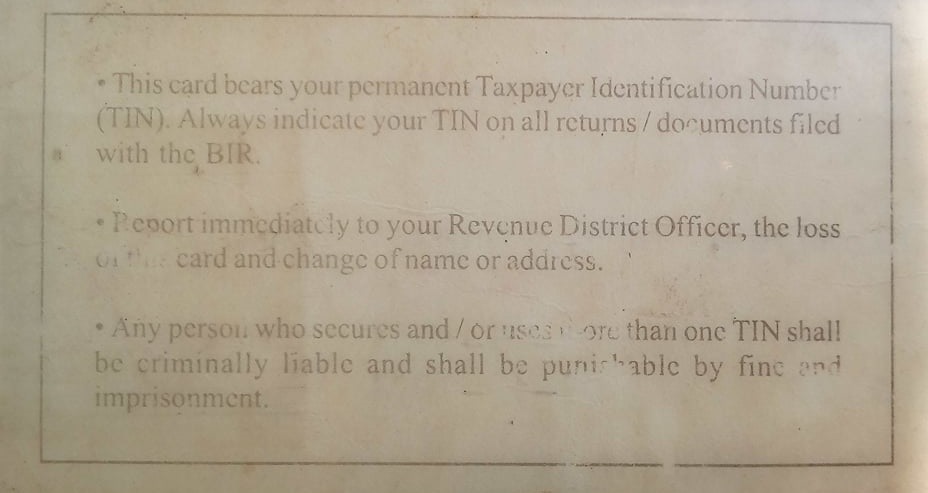 • This card bears your permanent Taxpayer Identification Number
(TIN). Always indicate your TIN on all returns / documents filed
with the BIR.
• Report immediately to your Revenue District Officer, the loss
of this card and change of name or address.
• Any person who secures and / or uses more than one TIN shall
be criminally liable and shall be punishable by fine and
imprisonment.